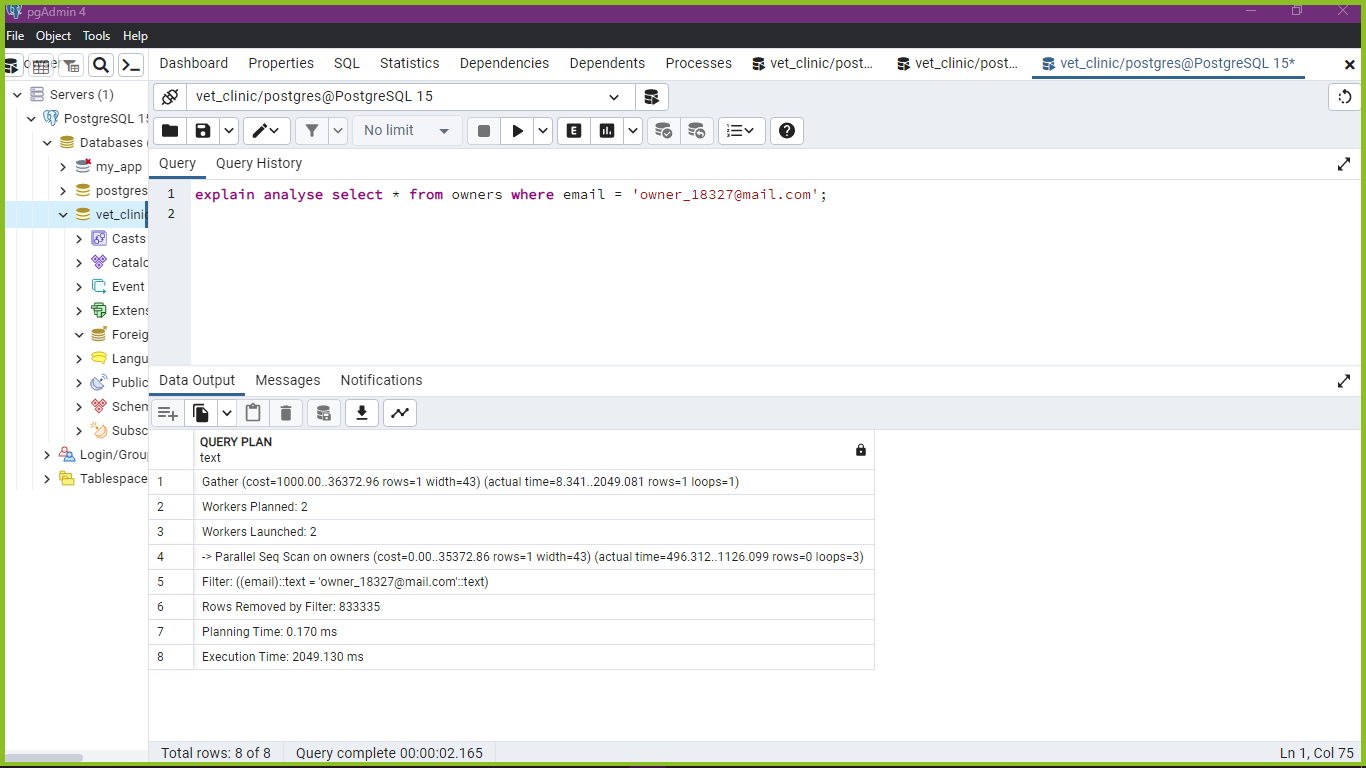 pgAdmin 4
File Object Tools Help
Dashboard Properties SQL Statistics Dependencies Dependents Processes vet_clinic/post... vet_clinic/post... vet_clinic/postgres@PostgreSQL 15*
Servers (1)
PostgreSQL 15
Databases (
my_app
postgres
vet_clinic
Casts
Catalo
Event
Extens
Foreig
Langu
Public
Schem
Subsc
Login/Grou
Tablespace
vet_clinic/postgres@PostgreSQL 15
No limit
E
Query Query History
1 explain analyse select * from owners where email = 'owner_18327@mail.com';
2
Data Output Messages Notifications
QUERY PLAN
text
1 Gather (cost=1000.00..36372.96 rows=1 width=43) (actual time=8.341..2049.081 rows=1 loops=1)
2 Workers Planned: 2
3 Workers Launched: 2
4 -> Parallel Seq Scan on owners (cost=0.00..35372.86 rows=1 width=43) (actual time=496.312..1126.099 rows=0 loops=3)
5 Filter: ((email)::text = 'owner_18327@mail.com'::text)
6 Rows Removed by Filter: 833335
7 Planning Time: 0.170 ms
8 Execution Time: 2049.130 ms
Total rows: 8 of 8 Query complete 00:00:02.165 Ln 1, Col 75